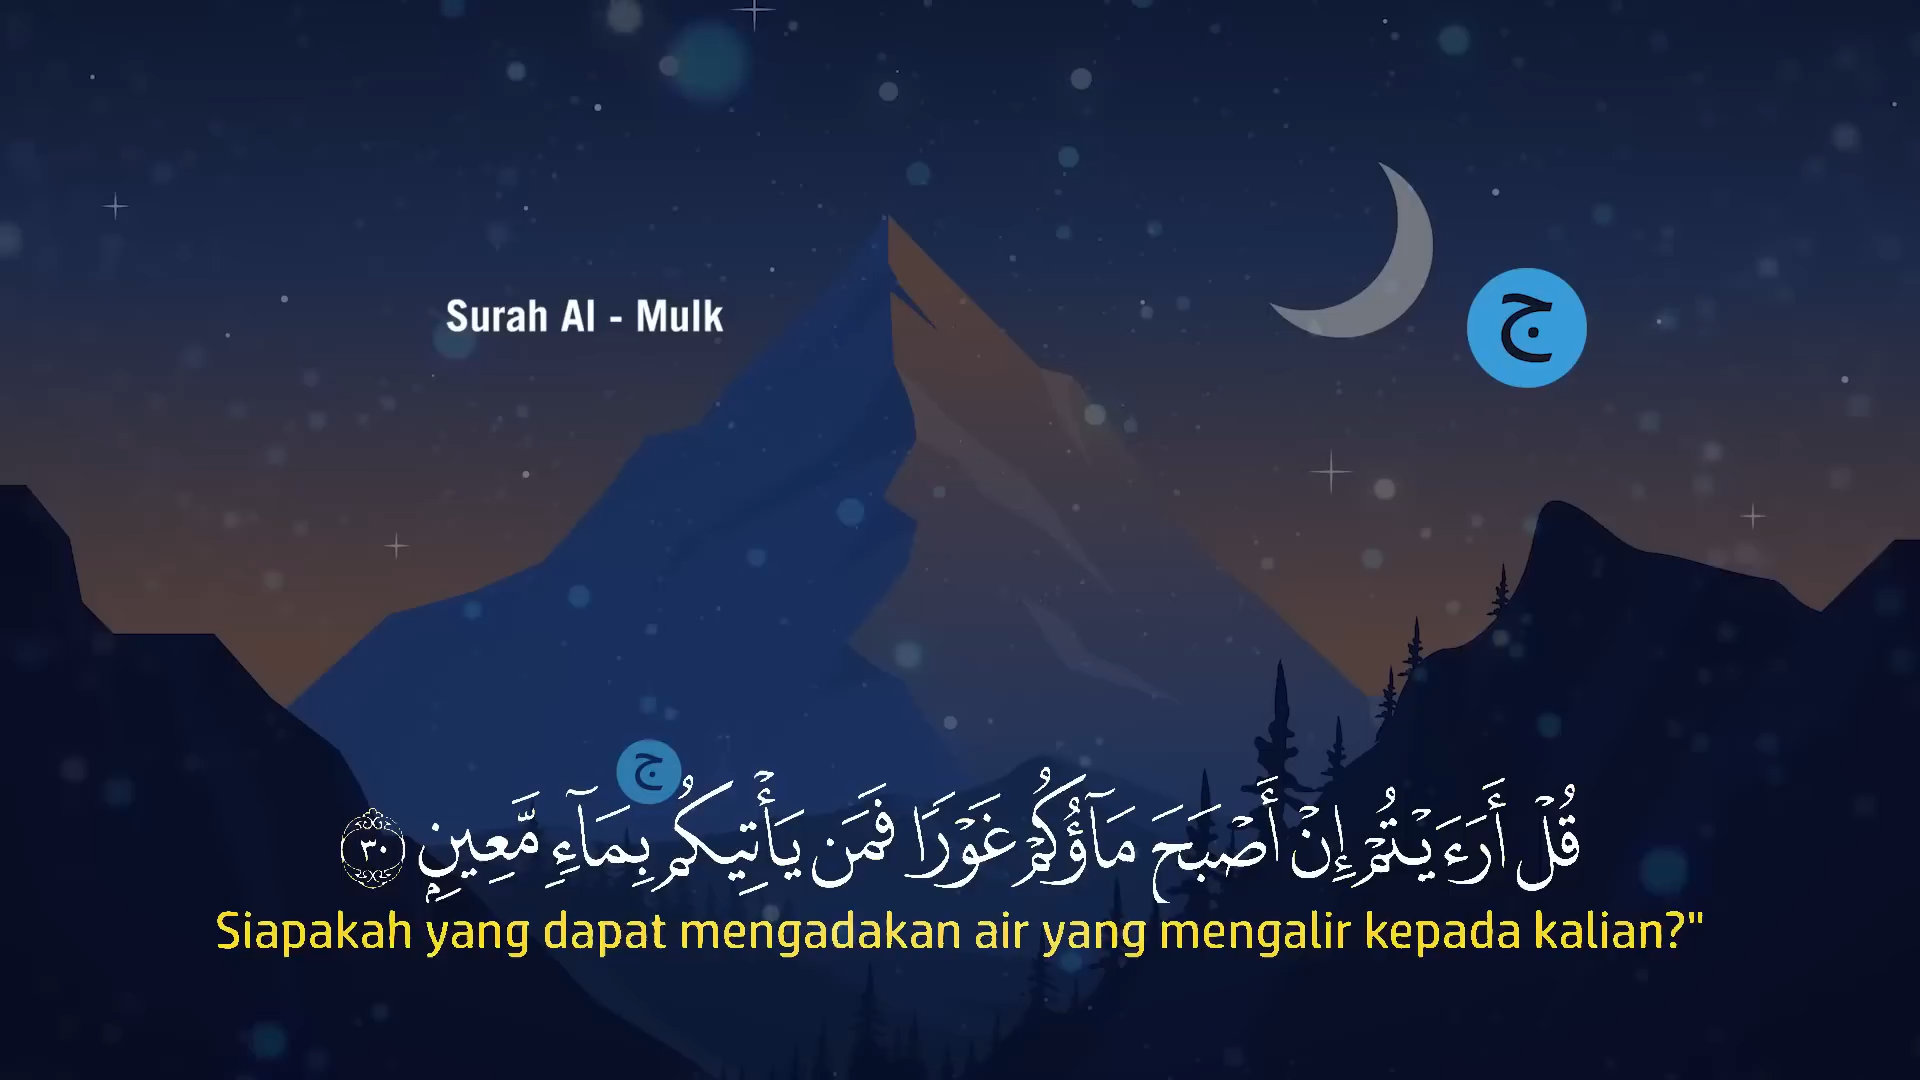 Surah Al - Mulk
ج
ج
قُلْ أَرَءَيْتُمْ إِنْ أَصْبَحَ مَآؤُكُمْ غَوْرًا فَمَن يَأْتِيكُم بِمَآءٍ مَّعِينٍۭ ٣٠
Siapakah yang dapat mengadakan air yang mengalir kepada kalian?"